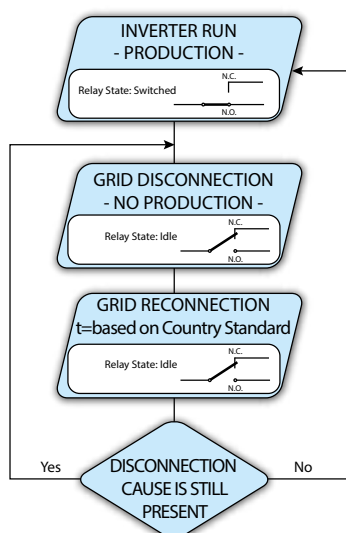 INVERTER RUN
- PRODUCTION -
N.C.
Relay State: Switched
N.O.
GRID DISCONNECTION
- NO PRODUCTION -
N.C.
Relay State: Idle
N.O.
GRID RECONNECTION
t=based on Country Standard
N.C.
Relay State: Idle
N.O.
Yes
DISCONNECTION
CAUSE IS STILL
PRESENT
No